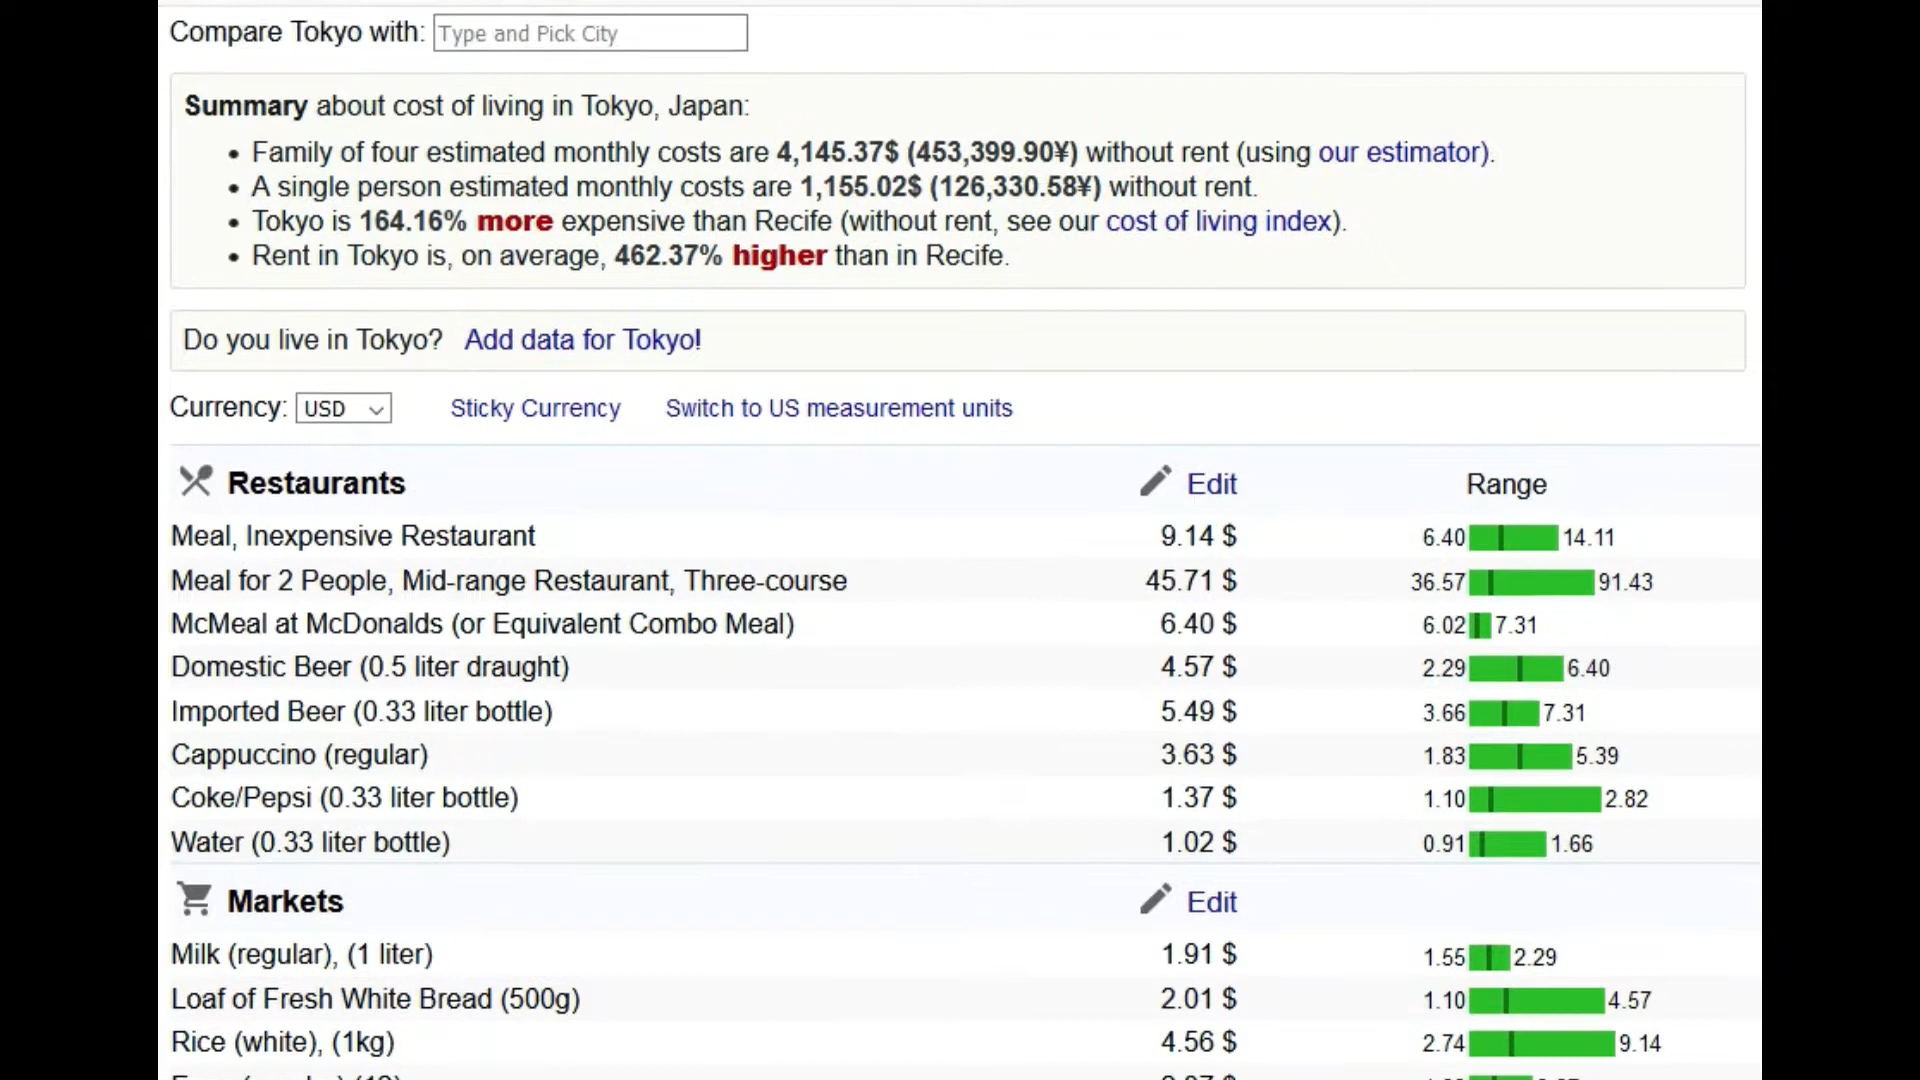 Compare Tokyo with: Type and Pick City
Summary about cost of living in Tokyo, Japan:
• Family of four estimated monthly costs are 4,145.37$ (453,399.90¥) without rent (using our estimator).
• A single person estimated monthly costs are 1,155.02$ (126,330.58¥) without rent.
• Tokyo is 164.16% more expensive than Recife (without rent, see our cost of living index).
• Rent in Tokyo is, on average, 462.37% higher than in Recife.
Do you live in Tokyo? Add data for Tokyo!
Currency: USD Sticky Currency Switch to US measurement units
Restaurants Edit Range
Meal, Inexpensive Restaurant 9.14 $ 6.40 14.11
Meal for 2 People, Mid-range Restaurant, Three-course 45.71 $ 36.57 91.43
McMeal at McDonalds (or Equivalent Combo Meal) 6.40 $ 6.02 7.31
Domestic Beer (0.5 liter draught) 4.57 $ 2.29 6.40
Imported Beer (0.33 liter bottle) 5.49 $ 3.66 7.31
Cappuccino (regular) 3.63 $ 1.83 5.39
Coke/Pepsi (0.33 liter bottle) 1.37 $ 1.10 2.82
Water (0.33 liter bottle) 1.02 $ 0.91 1.66
Markets Edit
Milk (regular), (1 liter) 1.91 $ 1.55 2.29
Loaf of Fresh White Bread (500g) 2.01 $ 1.10 4.57
Rice (white), (1kg) 4.56 $ 2.74 9.14